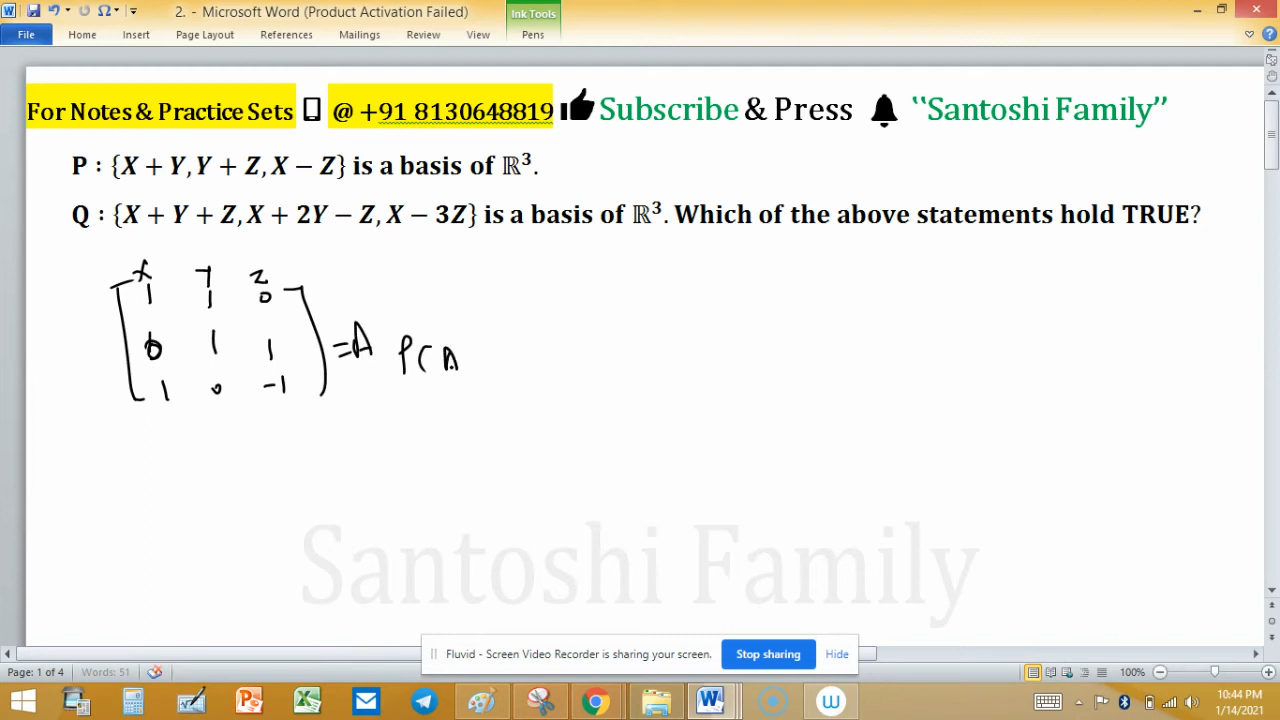 2. - Microsoft Word (Product Activation Failed)
Ink Tools
File Home Insert Page Layout References Mailings Review View Pens
For Notes & Practice Sets @ +91 8130648819 Subscribe & Press ‘‘Santoshi Family’’
P : {X + Y, Y + Z, X − Z} is a basis of ℝ³.
Q : {X + Y + Z, X + 2Y − Z, X − 3Z} is a basis of ℝ³. Which of the above statements hold TRUE?
x y z
1 1 0
0 1 1 = A ρ( A
1 0 -1
Santoshi Family
Fluvid - Screen Video Recorder is sharing your screen. Stop sharing Hide
Page: 1 of 4 Words: 51 100%
W
10:44 PM
1/14/2021